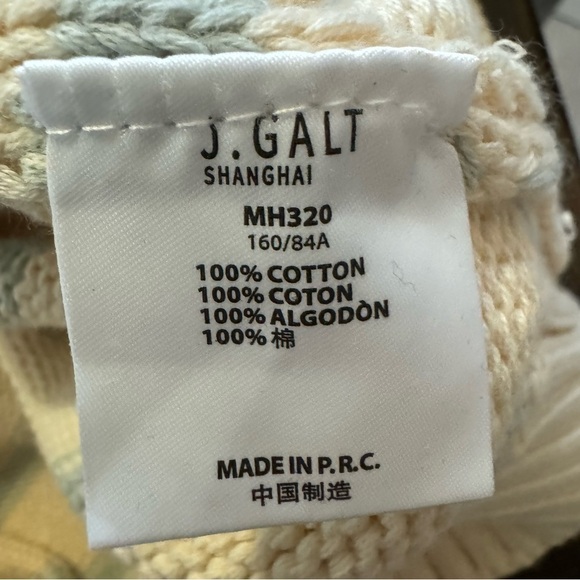 J.GALT
SHANGHAI
MH320
160/84A
100% COTTON
100% COTON
100% ALGODÒN
100% 棉
MADE IN P.R.C.
中国制造